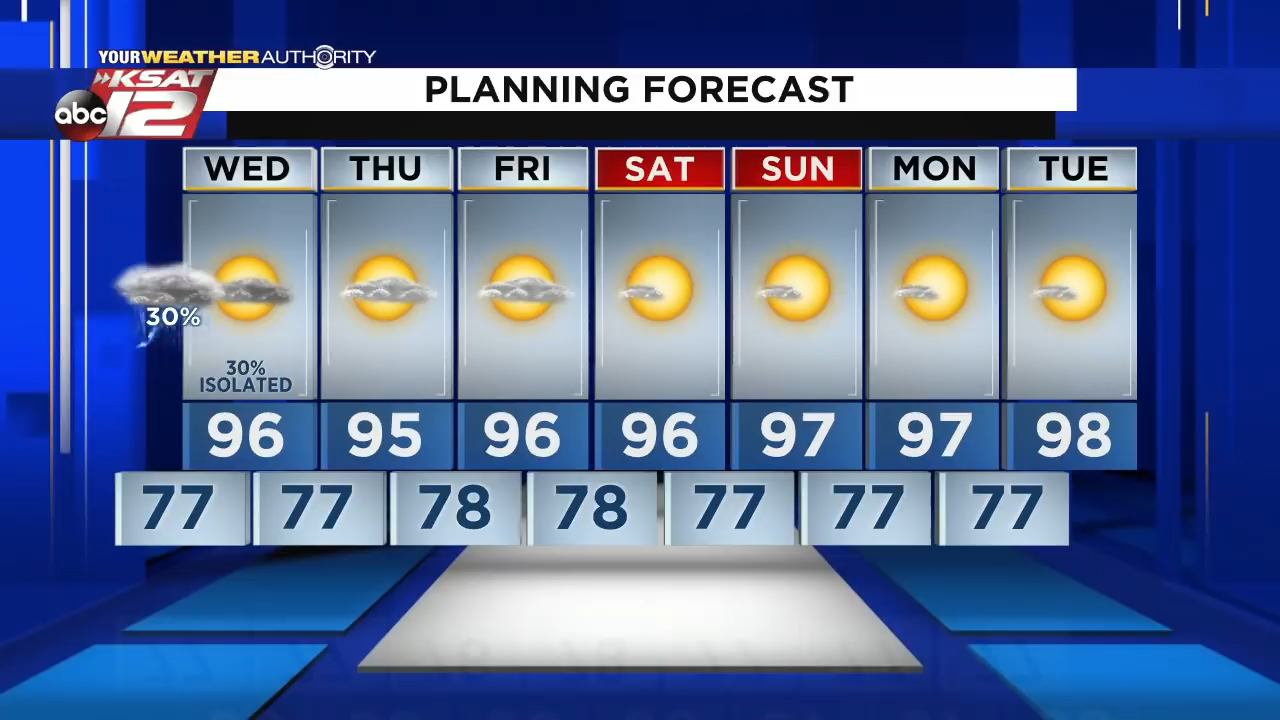 YOURWEATHERAUTHORITY
KSAT
abc 12
PLANNING FORECAST
WED THU FRI SAT SUN MON TUE
30%
30%
ISOLATED
96 95 96 96 97 97 98
77 77 78 78 77 77 77